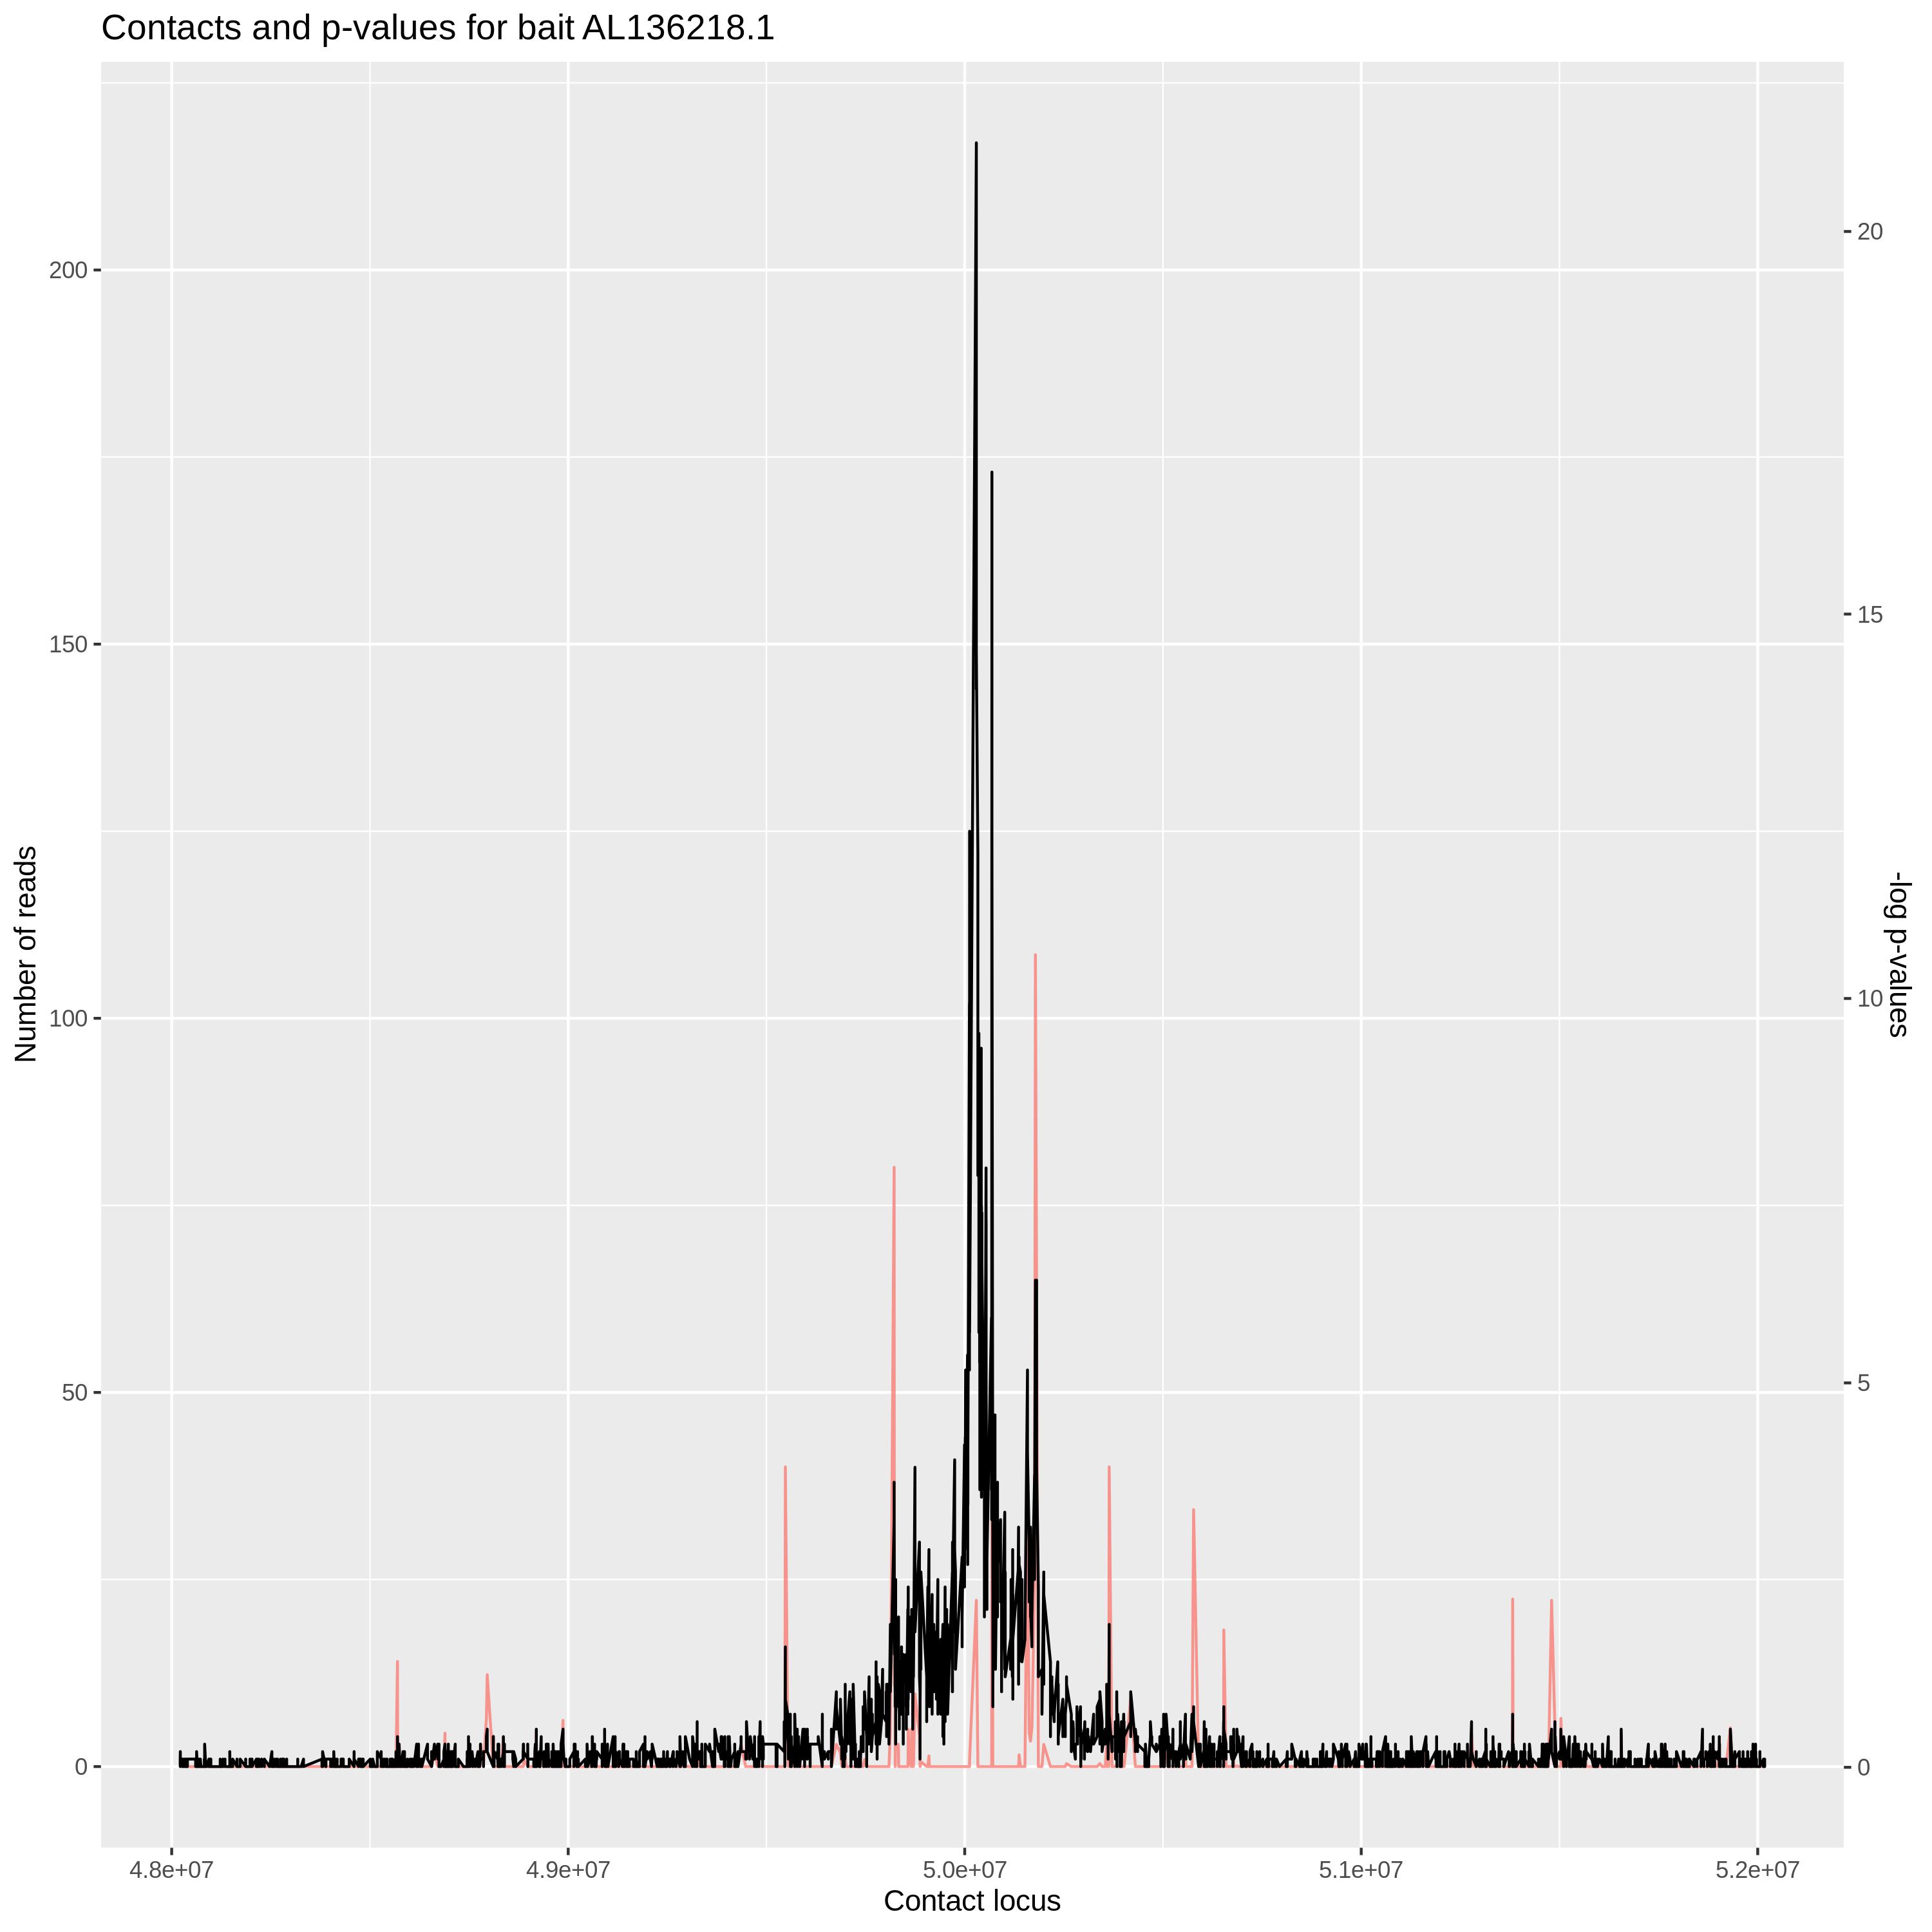 Contacts and p-values for bait AL136218.1
200
150
100
50
0
Number of reads
20
15
10
5
0
-log p-values
4.8e+07
4.9e+07
5.0e+07
5.1e+07
5.2e+07
Contact locus